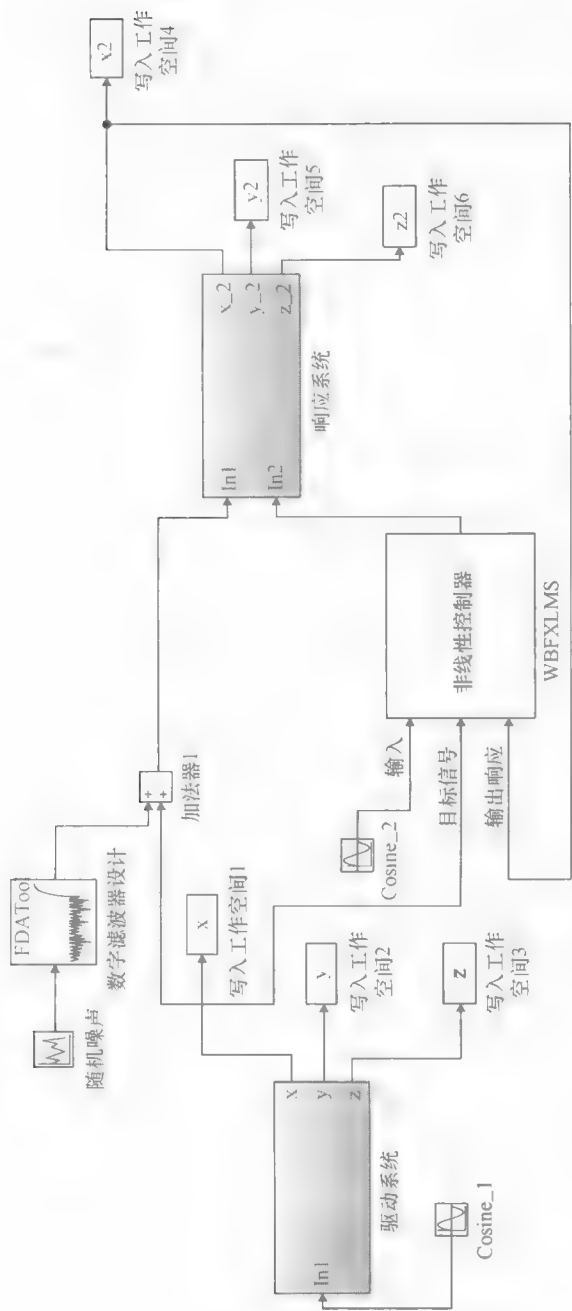 随机噪声
FDATool
数字滤波器设计
加法器1
x
写入工作空间1
y
写入工作
空间2
z
写入工作
空间3
In1
x
y
z
驱动系统
Cosine_1
Cosine_2
输入
目标信号
输出响应
非线性控制器
WBFXLMS
In1
In2
x_2
y_2
z_2
响应系统
x2
写入工作
空间4
y2
写入工作
空间5
z2
写入工作
空间6